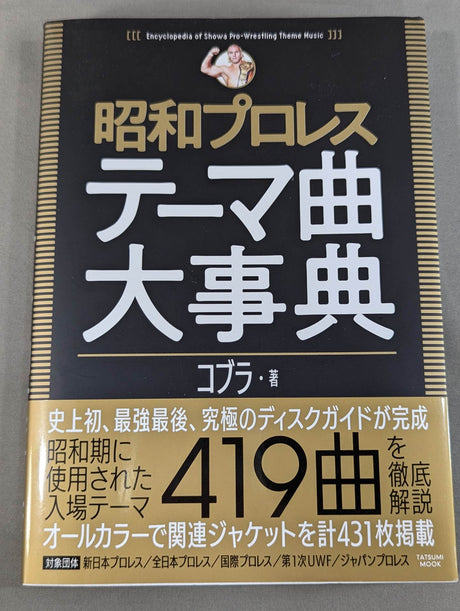 [[[ Encyclopedia of Showa Pro-Wrestling Theme Music ]]]
昭和プロレス
テーマ曲
大事典
コブラ・著
史上初、最強最後、究極のディスクガイドが完成
昭和期に
使用された
入場テーマ
419曲
を
徹底
解説
オールカラーで関連ジャケットを計431枚掲載
対象団体 新日本プロレス/全日本プロレス/国際プロレス/第1次UWF/ジャパンプロレス
TATSUMI
MOOK